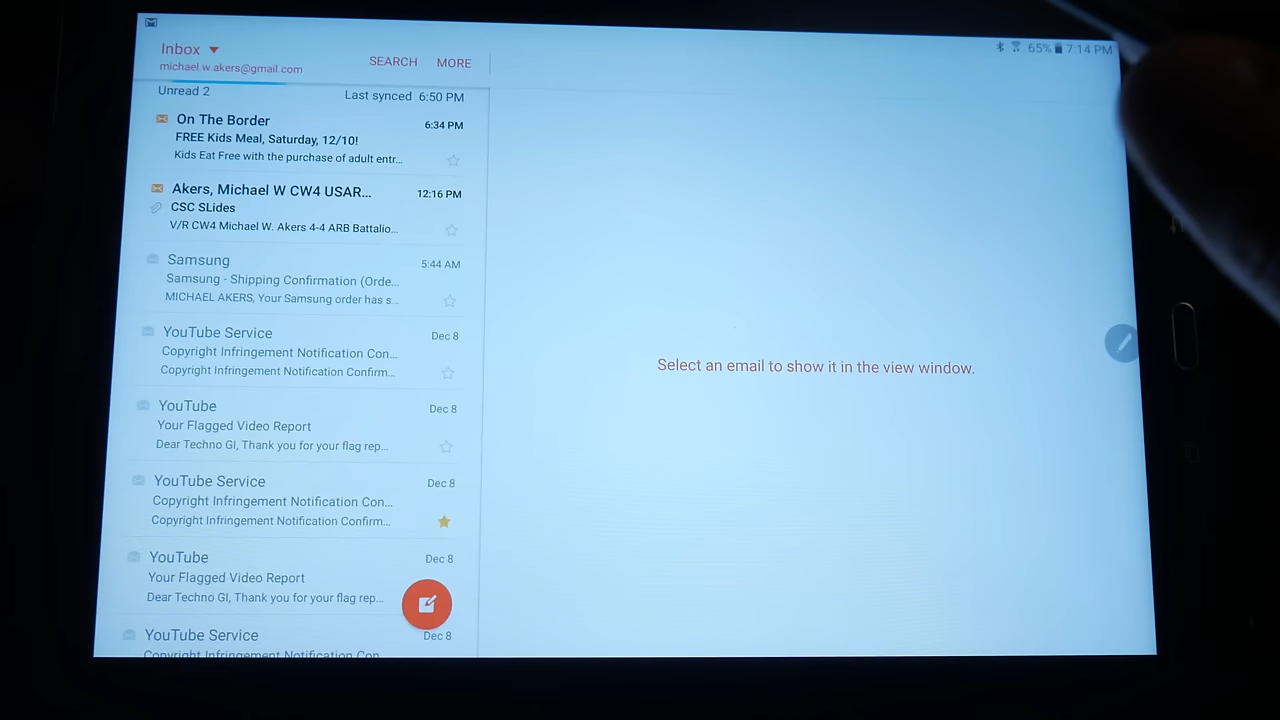 65% 7:14 PM
Inbox
michael.w.akers@gmail.com
SEARCH MORE
Unread 2 Last synced 6:50 PM
On The Border 6:34 PM
FREE Kids Meal, Saturday, 12/10!
Kids Eat Free with the purchase of adult entr...
Akers, Michael W CW4 USAR... 12:16 PM
CSC SLides
V/R CW4 Michael W. Akers 4-4 ARB Battalio...
Samsung 5:44 AM
Samsung - Shipping Confirmation (Orde...
MICHAEL AKERS, Your Samsung order has s...
YouTube Service Dec 8
Copyright Infringement Notification Con...
Copyright Infringement Notification Confirm...
YouTube Dec 8
Your Flagged Video Report
Dear Techno GI, Thank you for your flag rep...
YouTube Service Dec 8
Copyright Infringement Notification Con...
Copyright Infringement Notification Confirm...
YouTube Dec 8
Your Flagged Video Report
Dear Techno GI, Thank you for your flag rep...
YouTube Service Dec 8
Copyright Infringement Notification Con
Select an email to show it in the view window.